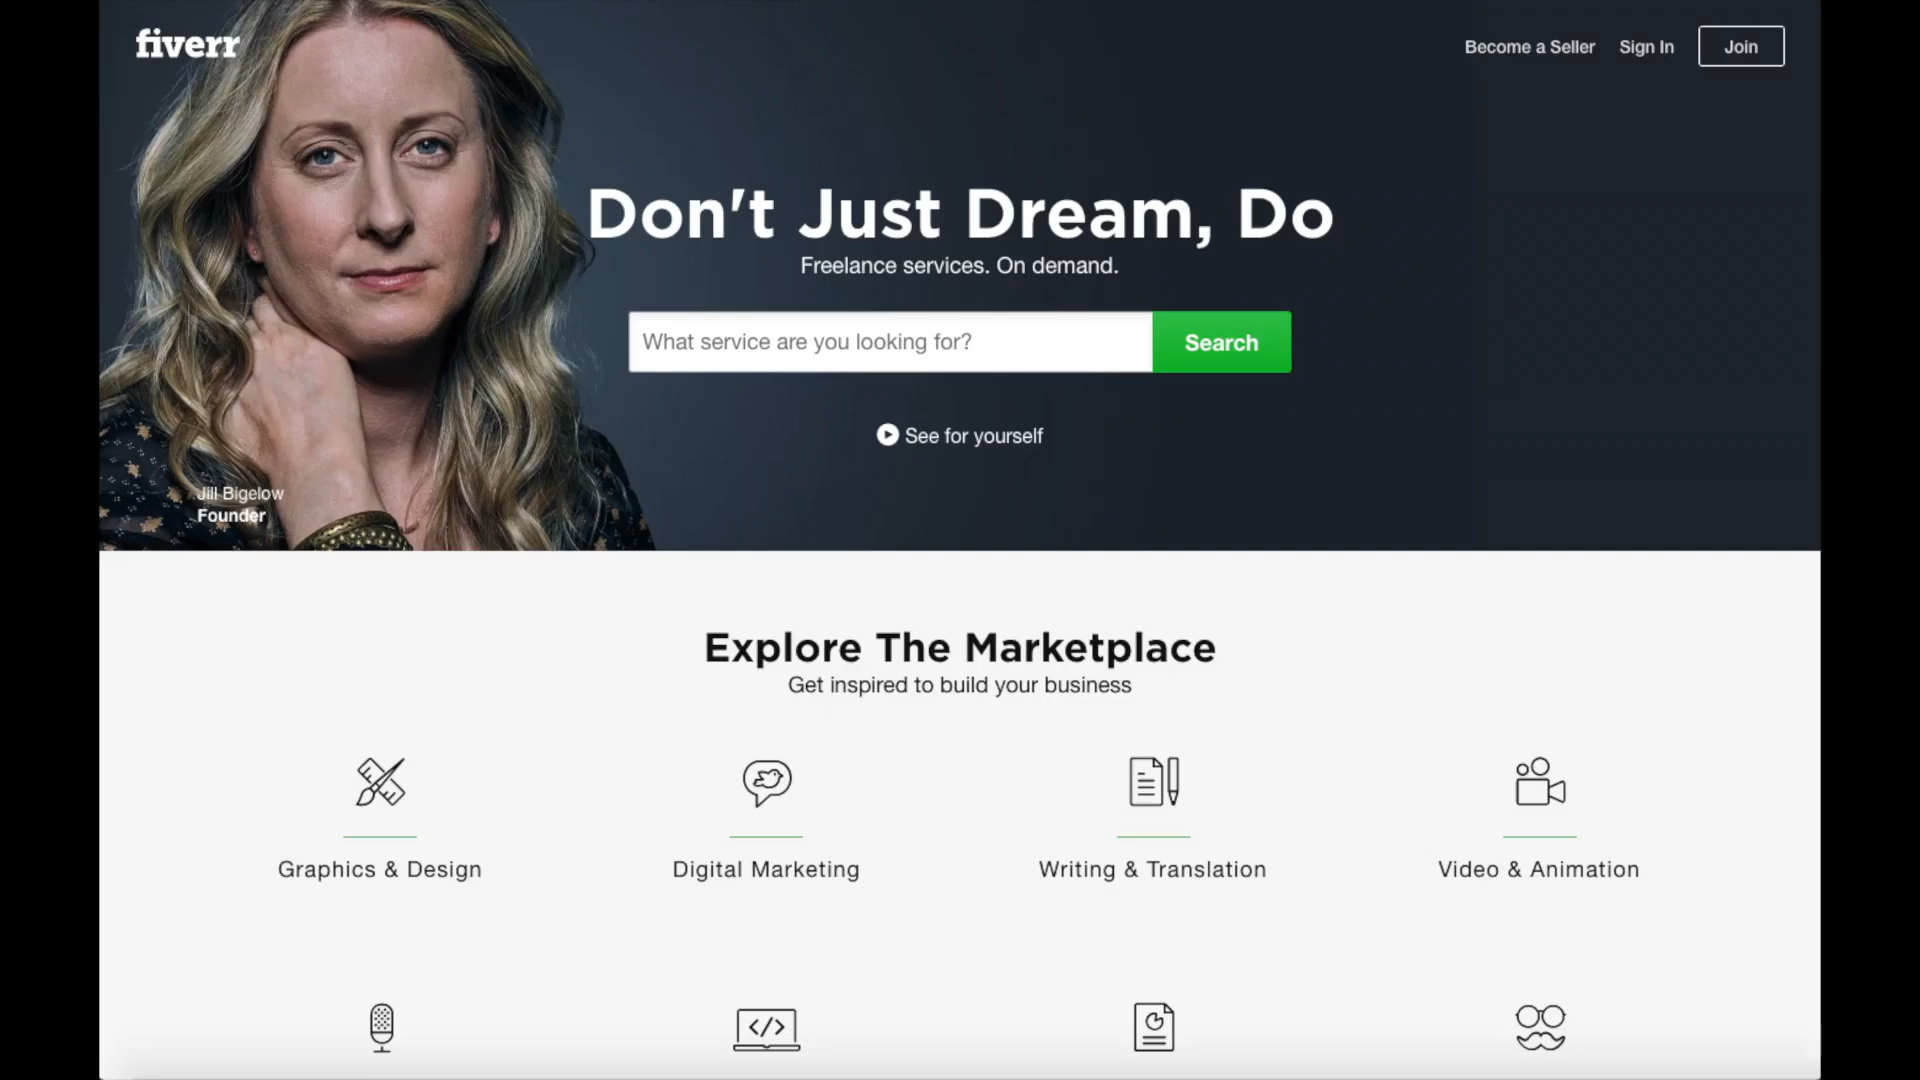 fiverr
Become a Seller
Sign In
Join
Don't Just Dream, Do
Freelance services. On demand.
What service are you looking for?
Search
See for yourself
Jill Bigelow
Founder
Explore The Marketplace
Get inspired to build your business
Graphics & Design
Digital Marketing
Writing & Translation
Video & Animation